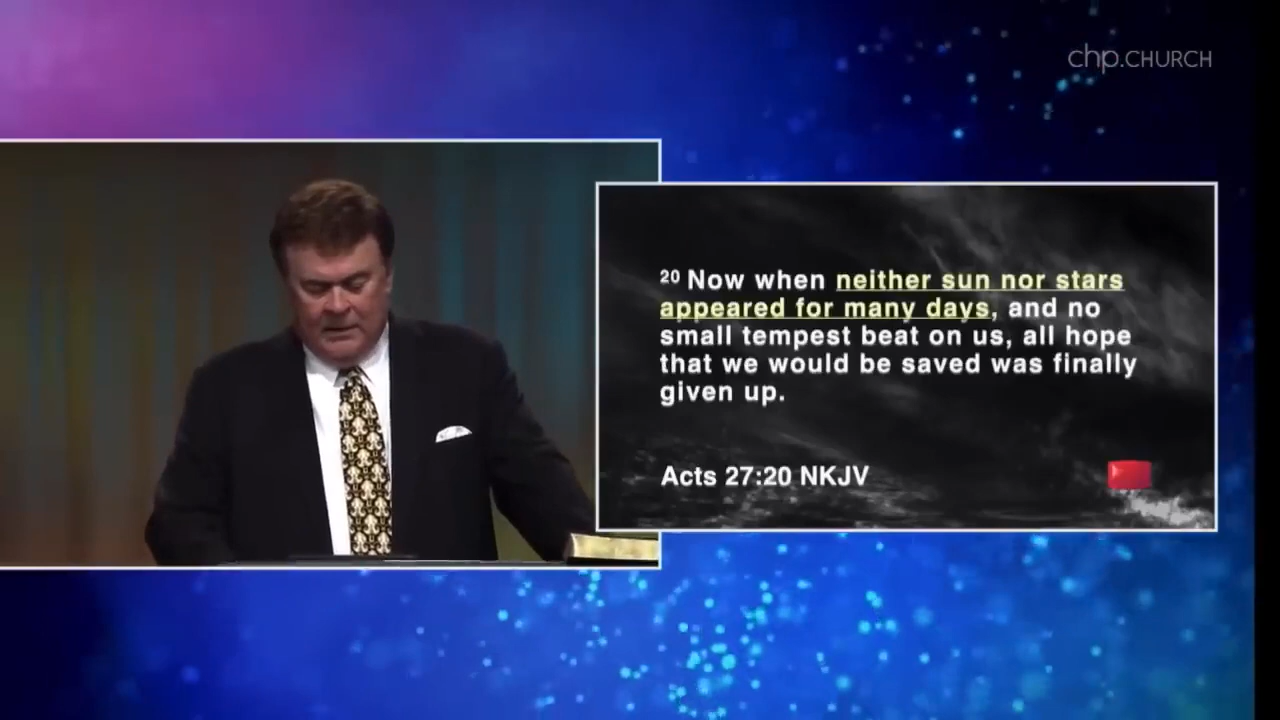 chp.CHURCH
20 Now when neither sun nor stars
appeared for many days, and no
small tempest beat on us, all hope
that we would be saved was finally
given up.
Acts 27:20 NKJV